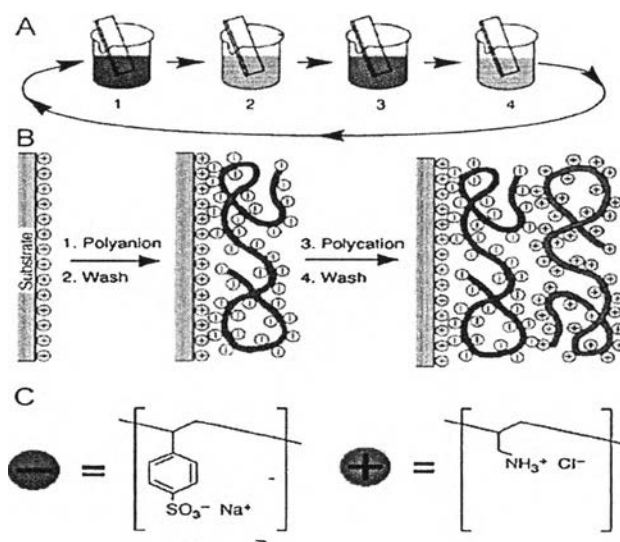 A
1 2 3 4
B
Substrate
1. Polyanion
2. Wash
3. Polycation
4. Wash
C
− =
SO₃⁻ Na⁺
+ =
NH₃⁺ Cl⁻